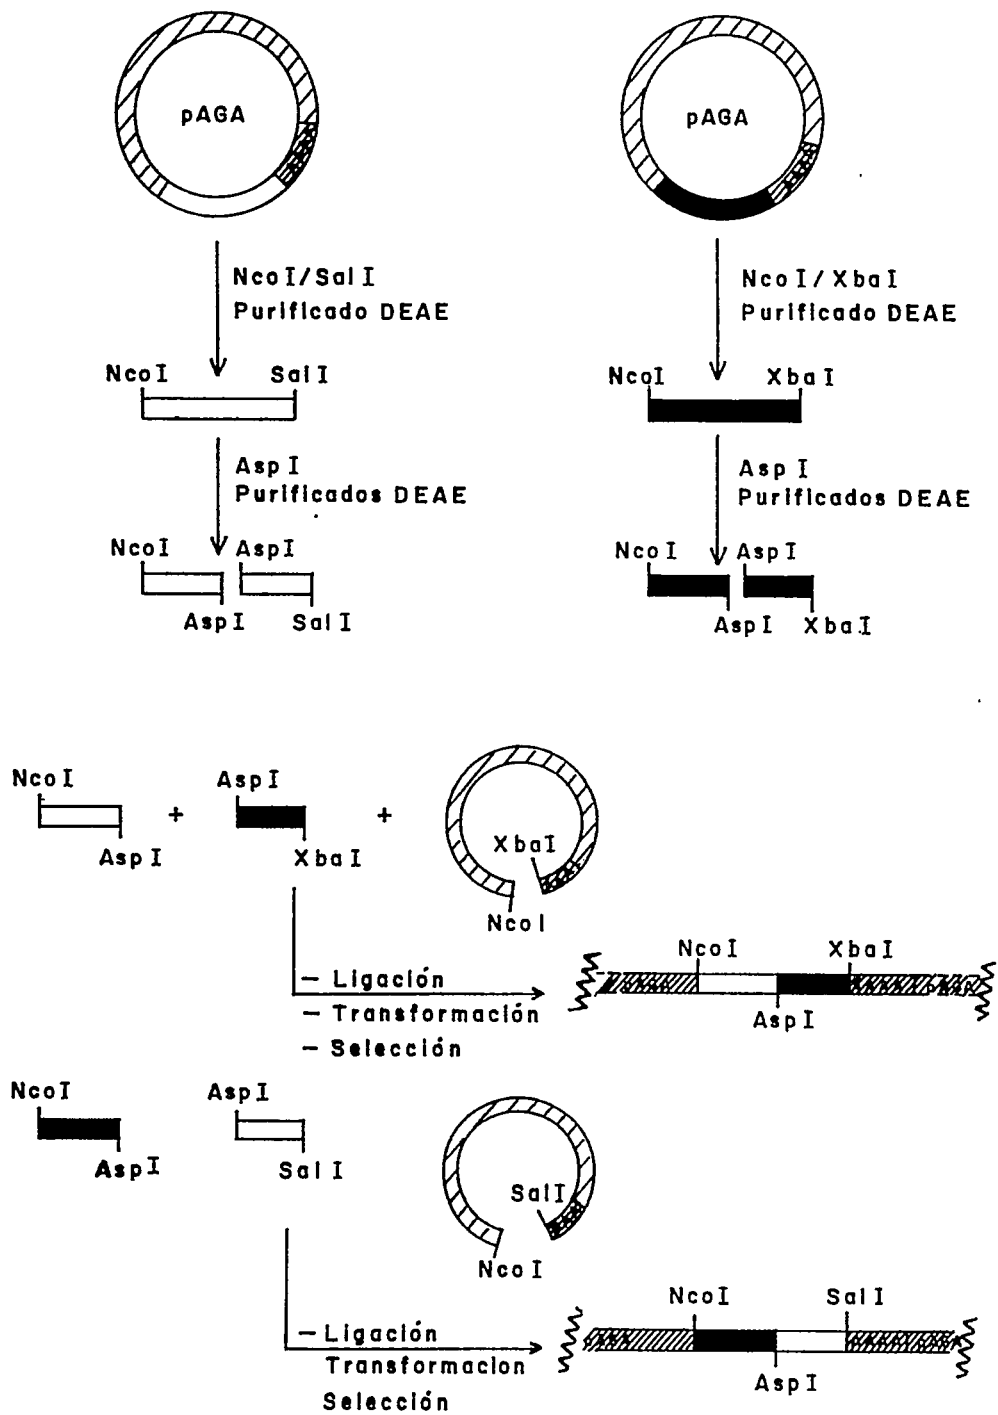 pAGA
pAGA
NcoI/SalI
Purificado DEAE
NcoI/XbaI
Purificado DEAE
NcoI
SalI
NcoI
XbaI
AspI
Purificados DEAE
AspI
Purificados DEAE
NcoI
AspI
NcoI
AspI
AspI
SalI
AspI
XbaI
NcoI
+
AspI
+
AspI
XbaI
XbaI
NcoI
NcoI
XbaI
AspI
- Ligación
- Transformación
- Selección
NcoI
AspI
AspI
SalI
SalI
NcoI
NcoI
SalI
AspI
- Ligación
Transformacion
Selección